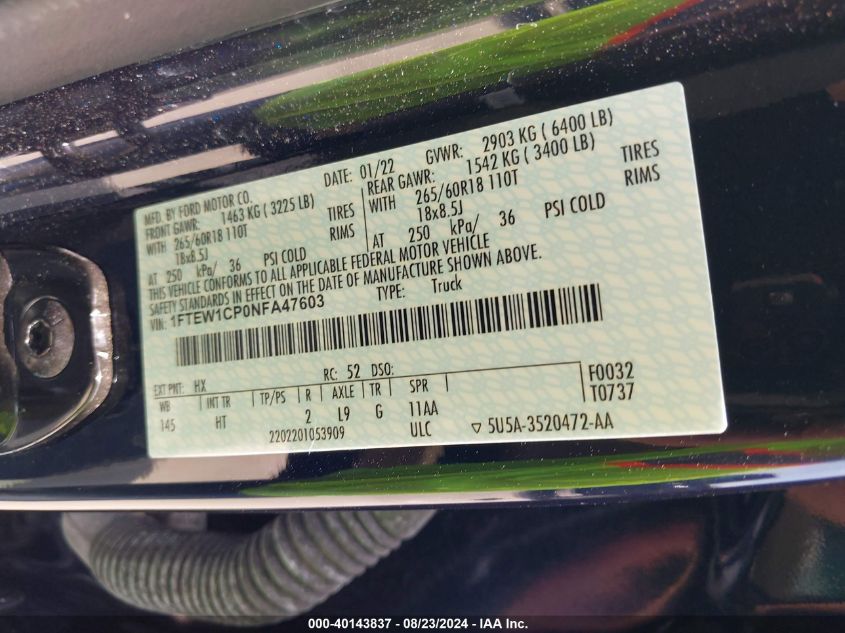 MFD. BY FORD MOTOR CO.
DATE: 01/22 GVWR: 2903 KG ( 6400 LB)
FRONT GAWR: 1463 KG ( 3225 LB)
REAR GAWR: 1542 KG ( 3400 LB)
WITH 265/60R18 110T TIRES
WITH 265/60R18 110T TIRES
18x8.5J RIMS
18x8.5J RIMS
AT 250 kPa/ 36 PSI COLD
AT 250 kPa/ 36 PSI COLD
THIS VEHICLE CONFORMS TO ALL APPLICABLE FEDERAL MOTOR VEHICLE
SAFETY STANDARDS IN EFFECT ON THE DATE OF MANUFACTURE SHOWN ABOVE.
VIN: 1FTEW1CP0NFA47603
TYPE: Truck
EXT PNT: HX RC: 52 DSO: F0032
WB INT TR TP/PS R AXLE TR SPR T0737
145 HT 2 L9 G 11AA
2202201053909 ULC ▽ 5U5A-3520472-AA
000-40143837 - 08/23/2024 - IAA Inc.